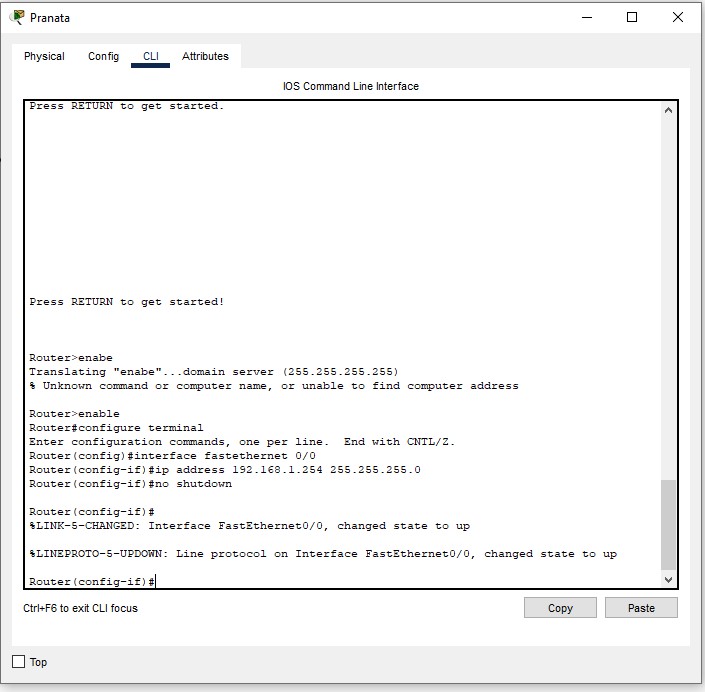 Pranata
Physical Config CLI Attributes
IOS Command Line Interface
Press RETURN to get started.
Press RETURN to get started!
Router>enabe
Translating "enabe"...domain server (255.255.255.255)
% Unknown command or computer name, or unable to find computer address
Router>enable
Router#configure terminal
Enter configuration commands, one per line.  End with CNTL/Z.
Router(config)#interface fastethernet 0/0
Router(config-if)#ip address 192.168.1.254 255.255.255.0
Router(config-if)#no shutdown
Router(config-if)#
%LINK-5-CHANGED: Interface FastEthernet0/0, changed state to up
%LINEPROTO-5-UPDOWN: Line protocol on Interface FastEthernet0/0, changed state to up
Router(config-if)#
Ctrl+F6 to exit CLI focus
Copy Paste
Top